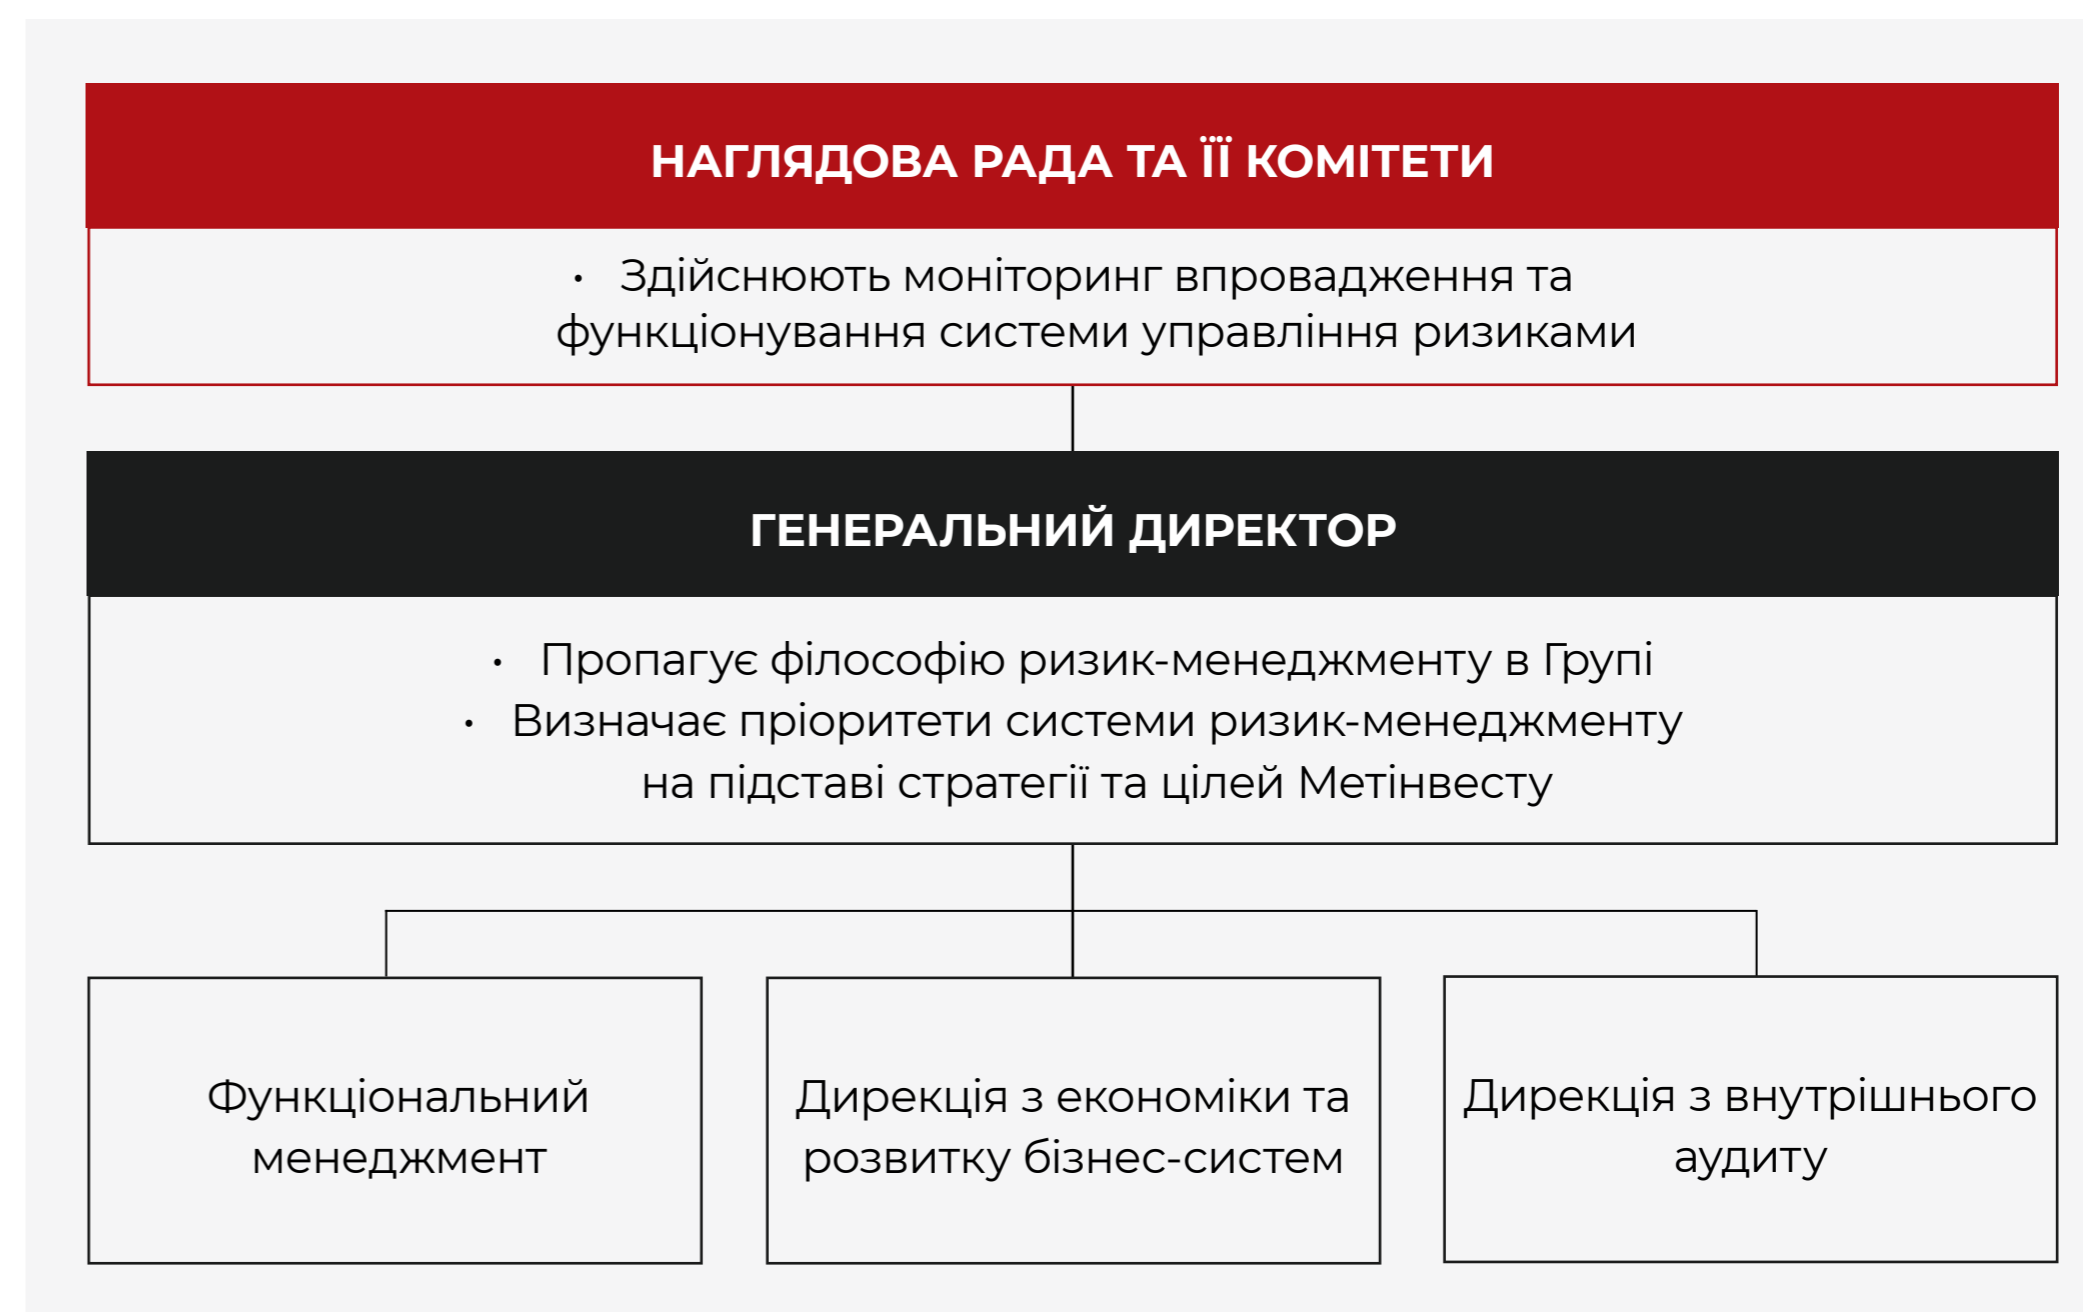 НАГЛЯДОВА РАДА ТА ЇЇ КОМІТЕТИ
• Здійснюють моніторинг впровадження та
функціонування системи управління ризиками
ГЕНЕРАЛЬНИЙ ДИРЕКТОР
• Пропагує філософію ризик-менеджменту в Групі
• Визначає пріоритети системи ризик-менеджменту
на підставі стратегії та цілей Метінвесту
Функціональний
менеджмент
Дирекція з економіки та
розвитку бізнес-систем
Дирекція з внутрішнього
аудиту